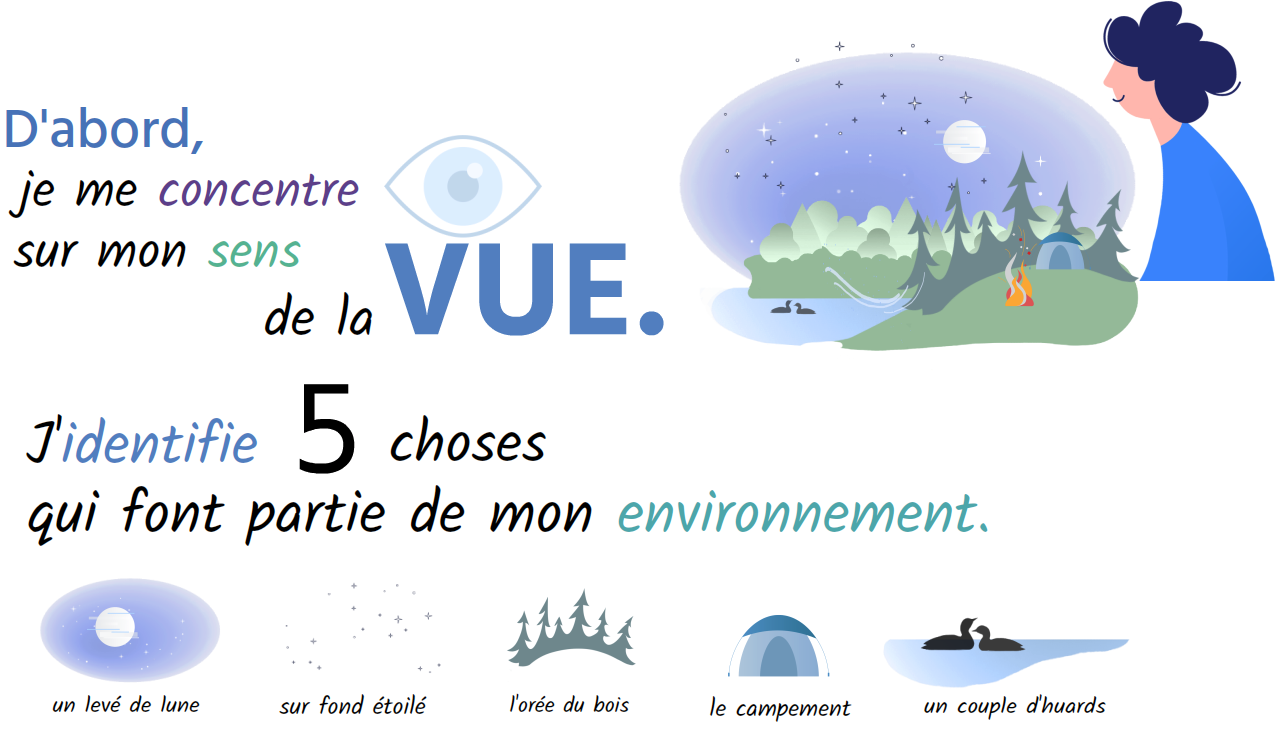 D'abord,
je me concentre
sur mon sens
de la VUE.
J'identifie 5 choses
qui font partie de mon environnement.
un levé de lune
sur fond étoilé
l'orée du bois
le campement
un couple d'huards